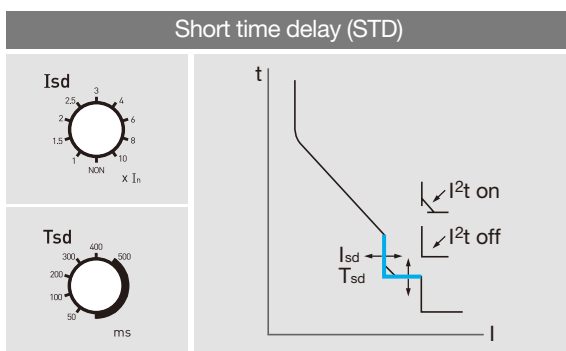 Short time delay (STD)
Isd
3
2.5 4
2 6
1.5 8
1 10
NON
x In
Tsd
400
300 500
200
100
50
ms
t
I²t on
I²t off
Isd
Tsd
I